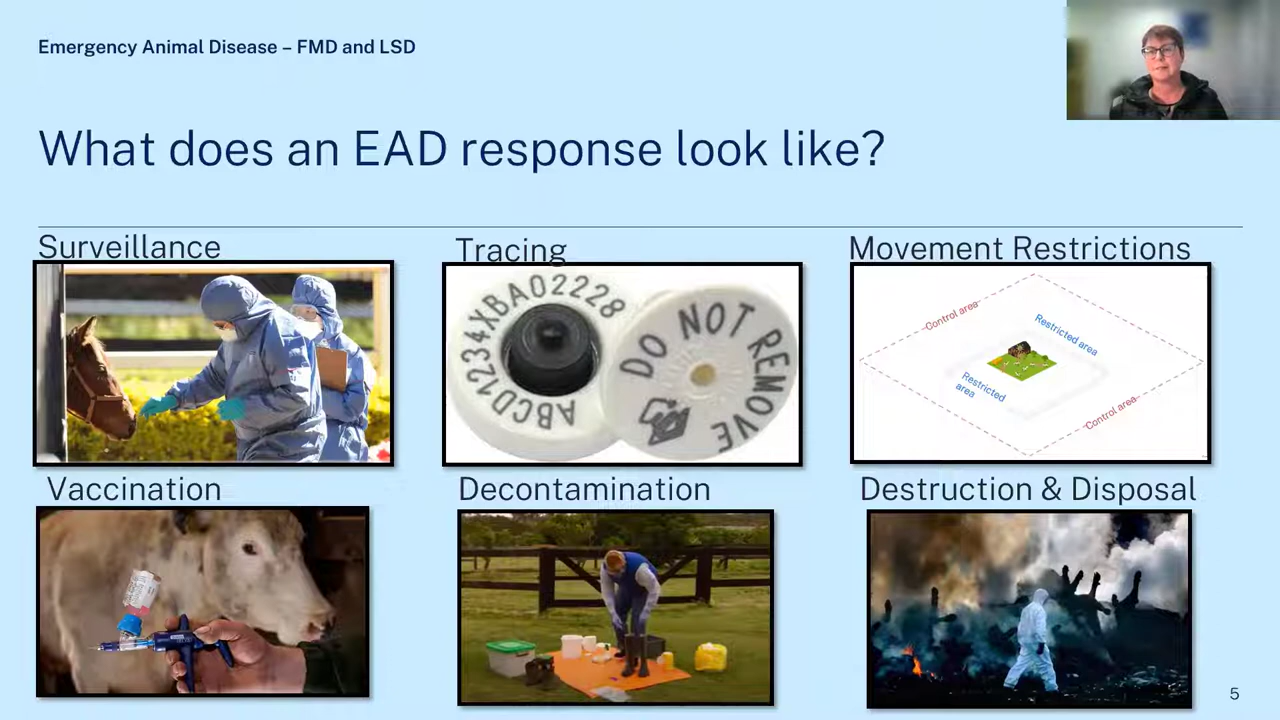 Emergency Animal Disease – FMD and LSD
What does an EAD response look like?
Surveillance
Tracing
Movement Restrictions
ABCD1234XBA02228
DO NOT REMOVE
Control area
Restricted area
Restricted
area
Control area
Vaccination
Decontamination
Destruction & Disposal
5